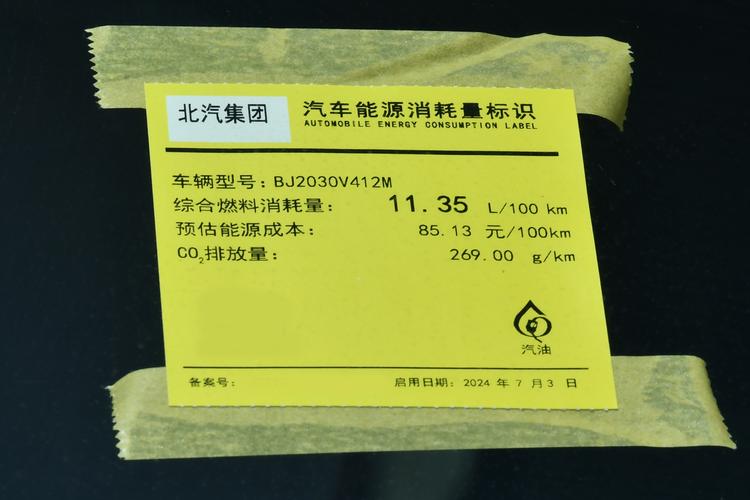 北汽集团
汽车能源消耗量标识
AUTOMOBILE ENERGY CONSUMPTION LABEL
车辆型号: BJ2030V412M
综合燃料消耗量: 11.35 L/100 km
预估能源成本: 85.13 元/100km
CO₂排放量: 269.00 g/km
汽油
备案号: 启用日期: 2024 年 7 月 3 日